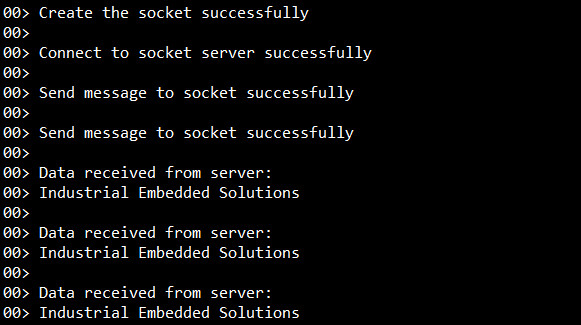 00> Create the socket successfully
00>
00> Connect to socket server successfully
00>
00> Send message to socket successfully
00>
00> Send message to socket successfully
00>
00> Data received from server:
00> Industrial Embedded Solutions
00>
00> Data received from server:
00> Industrial Embedded Solutions
00>
00> Data received from server:
00> Industrial Embedded Solutions